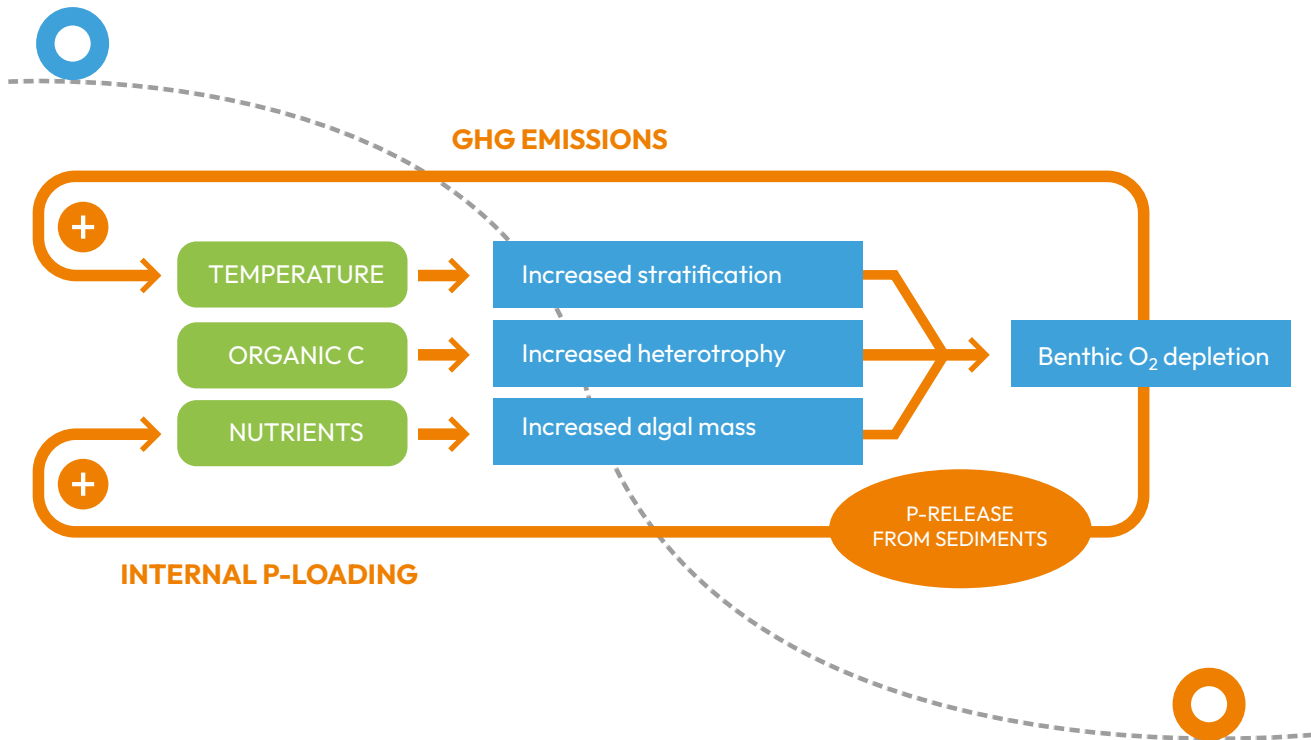 GHG EMISSIONS
+
TEMPERATURE
Increased stratification
ORGANIC C
Increased heterotrophy
Benthic O₂ depletion
NUTRIENTS
Increased algal mass
+
P-RELEASE
FROM SEDIMENTS
INTERNAL P-LOADING